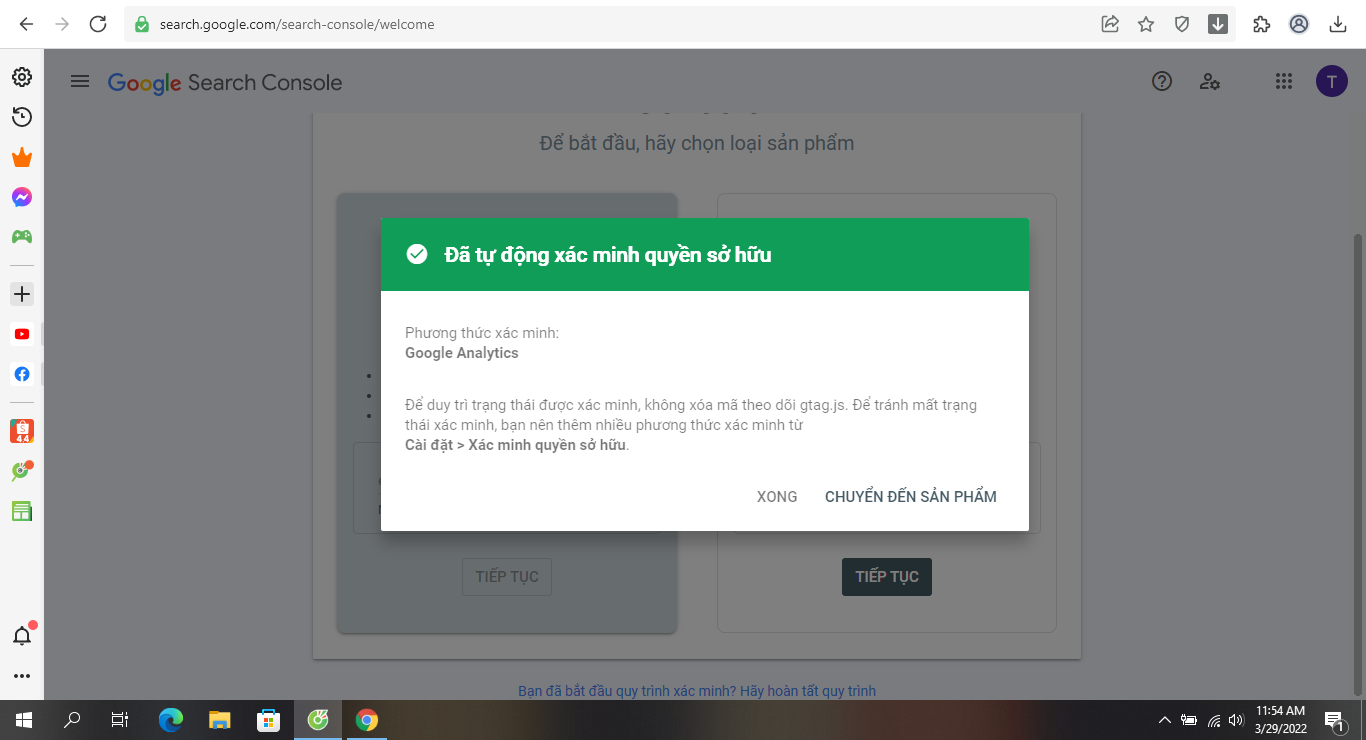 search.google.com/search-console/welcome
Google Search Console
T
Để bắt đầu, hãy chọn loại sản phẩm
Đã tự động xác minh quyền sở hữu
Phương thức xác minh:
Google Analytics
Để duy trì trạng thái được xác minh, không xóa mã theo dõi gtag.js. Để tránh mất trạng
thái xác minh, bạn nên thêm nhiều phương thức xác minh từ
Cài đặt > Xác minh quyền sở hữu.
XONG
CHUYỂN ĐẾN SẢN PHẨM
TIẾP TỤC
TIẾP TỤC
Bạn đã bắt đầu quy trình xác minh? Hãy hoàn tất quy trình
4.4
11:54 AM
3/29/2022
1